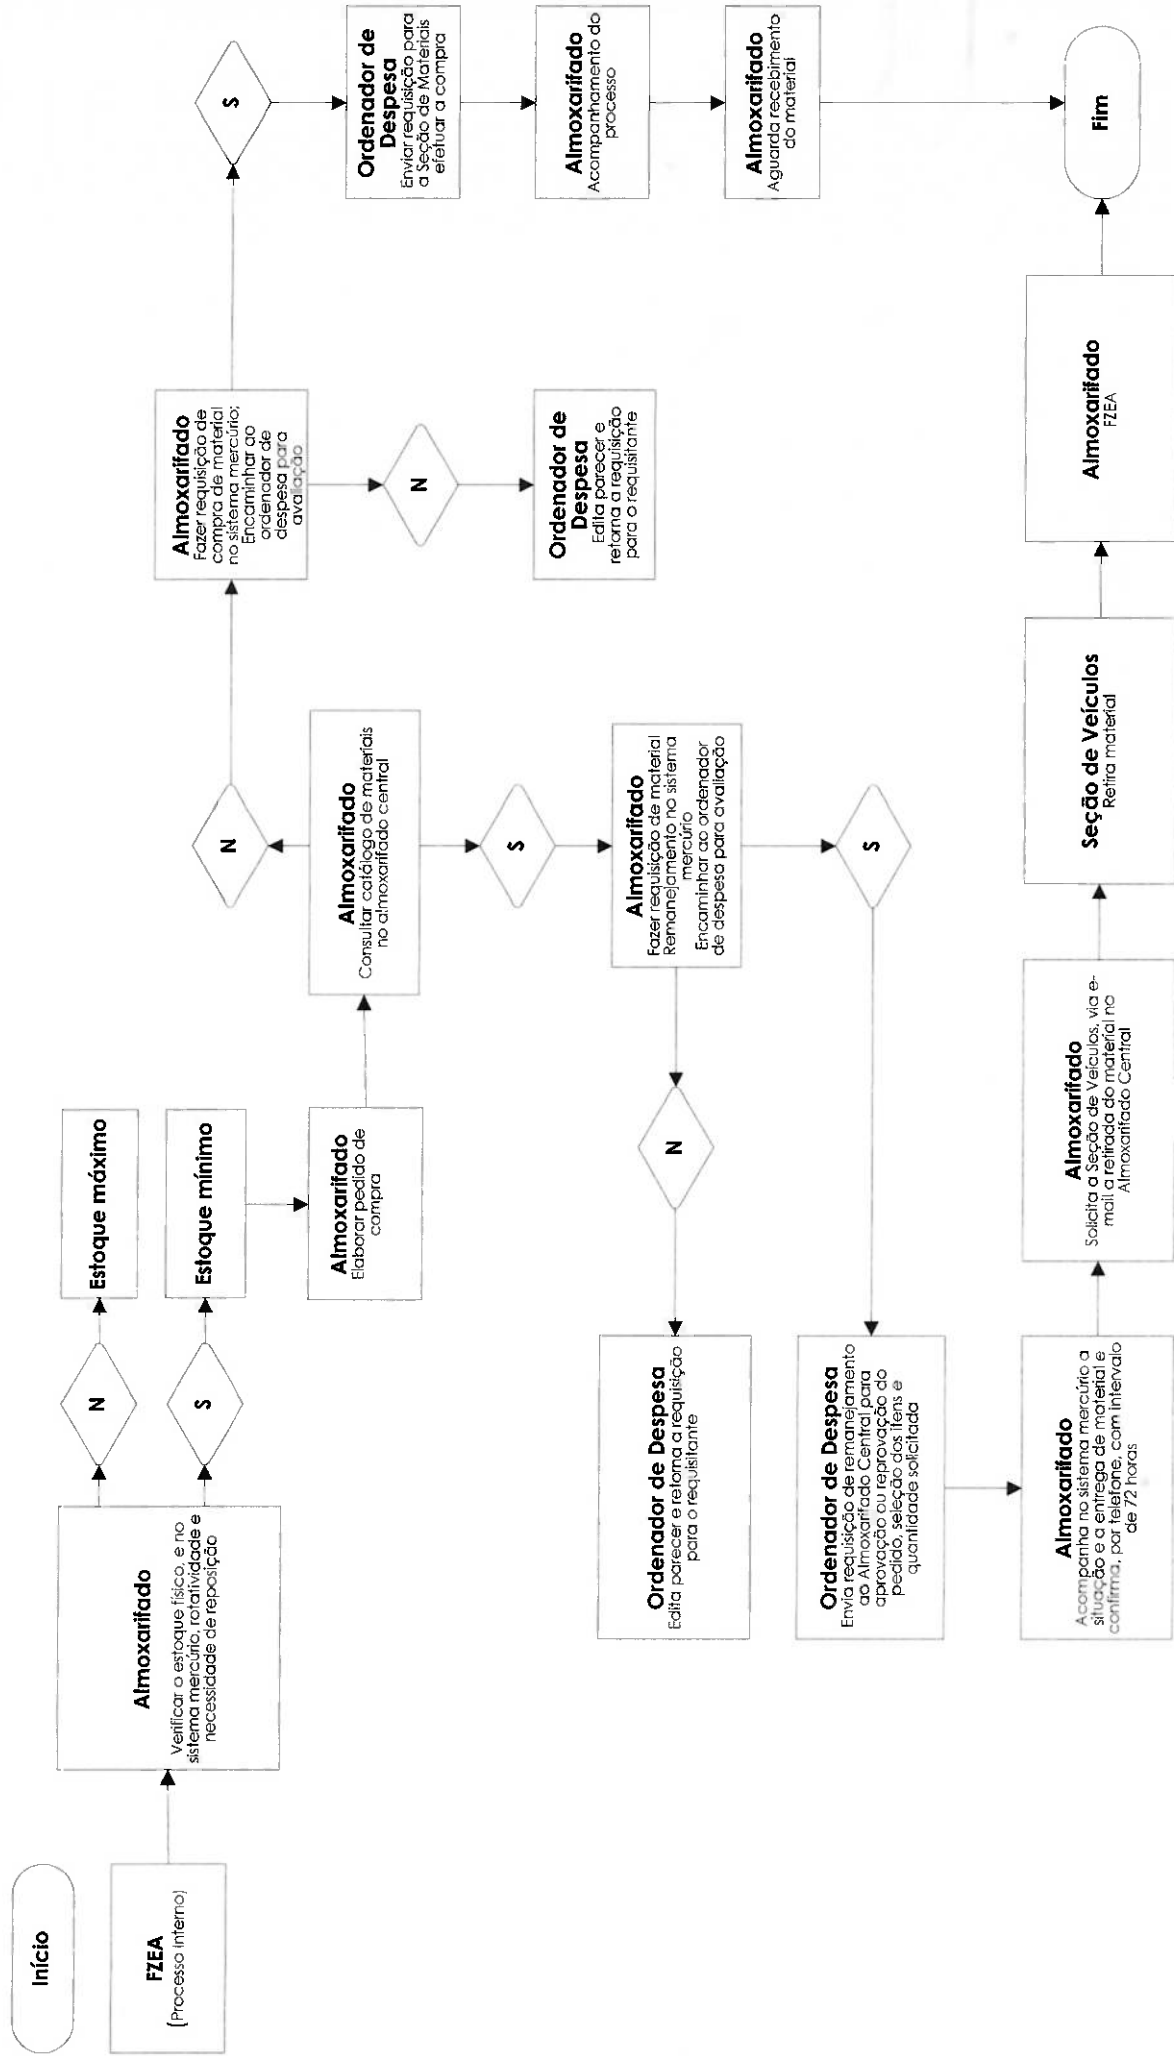 Início
FZEA
(Processo Interno)
Almoxarifado
Verificar o estoque físico, e no
sistema mercúrio, rotatividade e
necessidade de reposição
N
S
Estoque máximo
Estoque mínimo
Almoxarifado
Elaborar pedido de
compra
Almoxarifado
Consultar catálogo de materiais
no almoxarifado central
N
S
Almoxarifado
Fazer requisição de
compra de material
no sistema mercúrio;
Encaminhar ao
ordenador de
despesa para
avaliação
N
Ordenador de
Despesa
Edita parecer e
retorna a requisição
para o requisitante
S
Ordenador de
Despesa
Enviar requisição para
a Seção de Materiais
efetuar a compra
Almoxarifado
Acompanhamento do
processo
Almoxarifado
Aguarda recebimento
do material
Almoxarifado
Fazer requisição de material
Remanejamento no sistema
mercúrio
Encaminhar ao ordenador
de despesa para avaliação
N
S
Ordenador de Despesa
Edita parecer e retorna a requisição
para o requisitante
Ordenador de Despesa
Envia requisição de remanejamento
ao Almoxarifado Central para
aprovação ou reprovação do
pedido, seleção dos itens e
quantidade solicitada
Almoxarifado
Acompanha no sistema mercúrio a
situação e a entrega de material e
confirma, por telefone, com intervalo
de 72 horas
Almoxarifado
Solicita a Seção de Veículos, via e-
mail a retirada do material no
Almoxarifado Central
Seção de Veículos
Retira material
Almoxarifado
FZEA
Fim